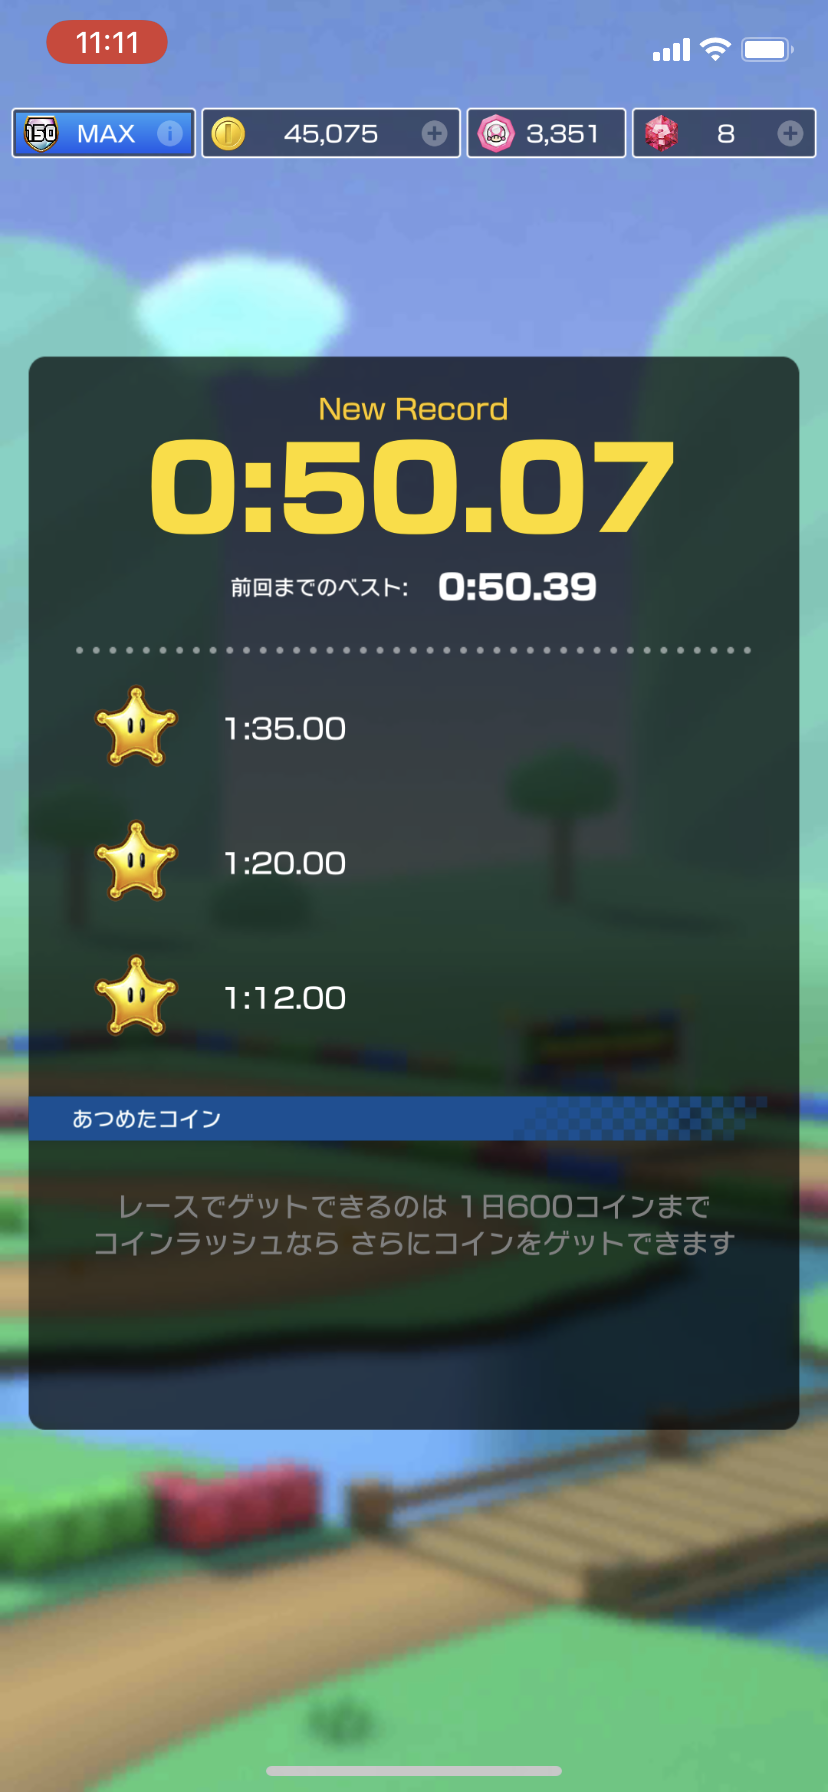 11:11
150 MAX i 45,075 + 3,351 8 +
New Record
0:50.07
前回までのベスト: 0:50.39
1:35.00
1:20.00
1:12.00
あつめたコイン
レースでゲットできるのは 1日600コインまで
コインラッシュなら さらにコインをゲットできます